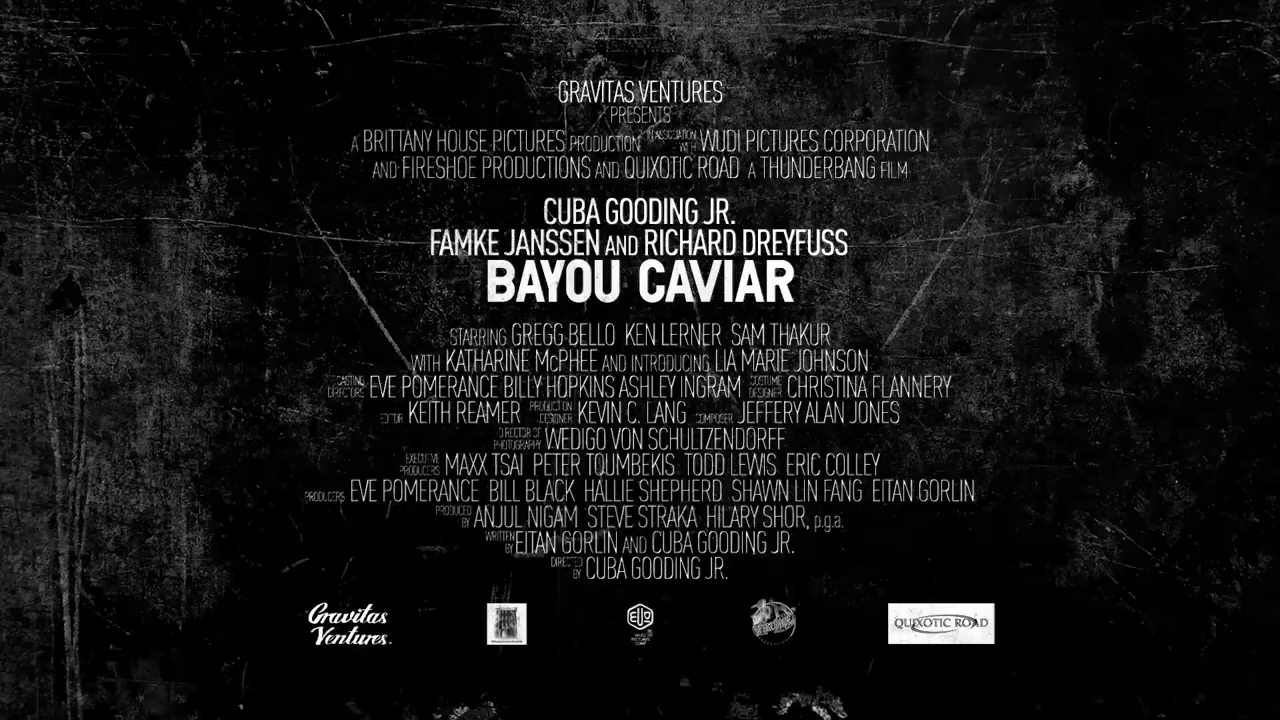 GRAVITAS VENTURES
PRESENTS
A BRITTANY HOUSE PICTURES PRODUCTION IN ASSOCIATION WITH WUDI PICTURES CORPORATION
AND FIRESHOE PRODUCTIONS AND QUIXOTIC ROAD A THUNDERBANG FILM
CUBA GOODING JR.
FAMKE JANSSEN AND RICHARD DREYFUSS
BAYOU CAVIAR
STARRING GREGG BELLO KEN LERNER SAM THAKUR
WITH KATHARINE McPHEE AND INTRODUCING LIA MARIE JOHNSON
CASTING DIRECTORS EVE POMERANCE BILLY HOPKINS ASHLEY INGRAM COSTUME DESIGNER CHRISTINA FLANNERY
EDITOR KEITH REAMER PRODUCTION DESIGNER KEVIN C. LANG COMPOSER JEFFERY ALAN JONES
DIRECTOR OF PHOTOGRAPHY WEDIGO VON SCHULTZENDORFF
EXECUTIVE PRODUCERS MAXX TSAI PETER TOUMBEKIS TODD LEWIS ERIC COLLEY
PRODUCERS EVE POMERANCE BILL BLACK HALLIE SHEPHERD SHAWN LIN FANG EITAN GORLIN
PRODUCED BY ANJUL NIGAM STEVE STRAKA HILARY SHOR, p.g.a.
WRITTEN BY EITAN GORLIN AND CUBA GOODING JR.
DIRECTED BY CUBA GOODING JR.
Gravitas Ventures.
QUIXOTIC ROAD